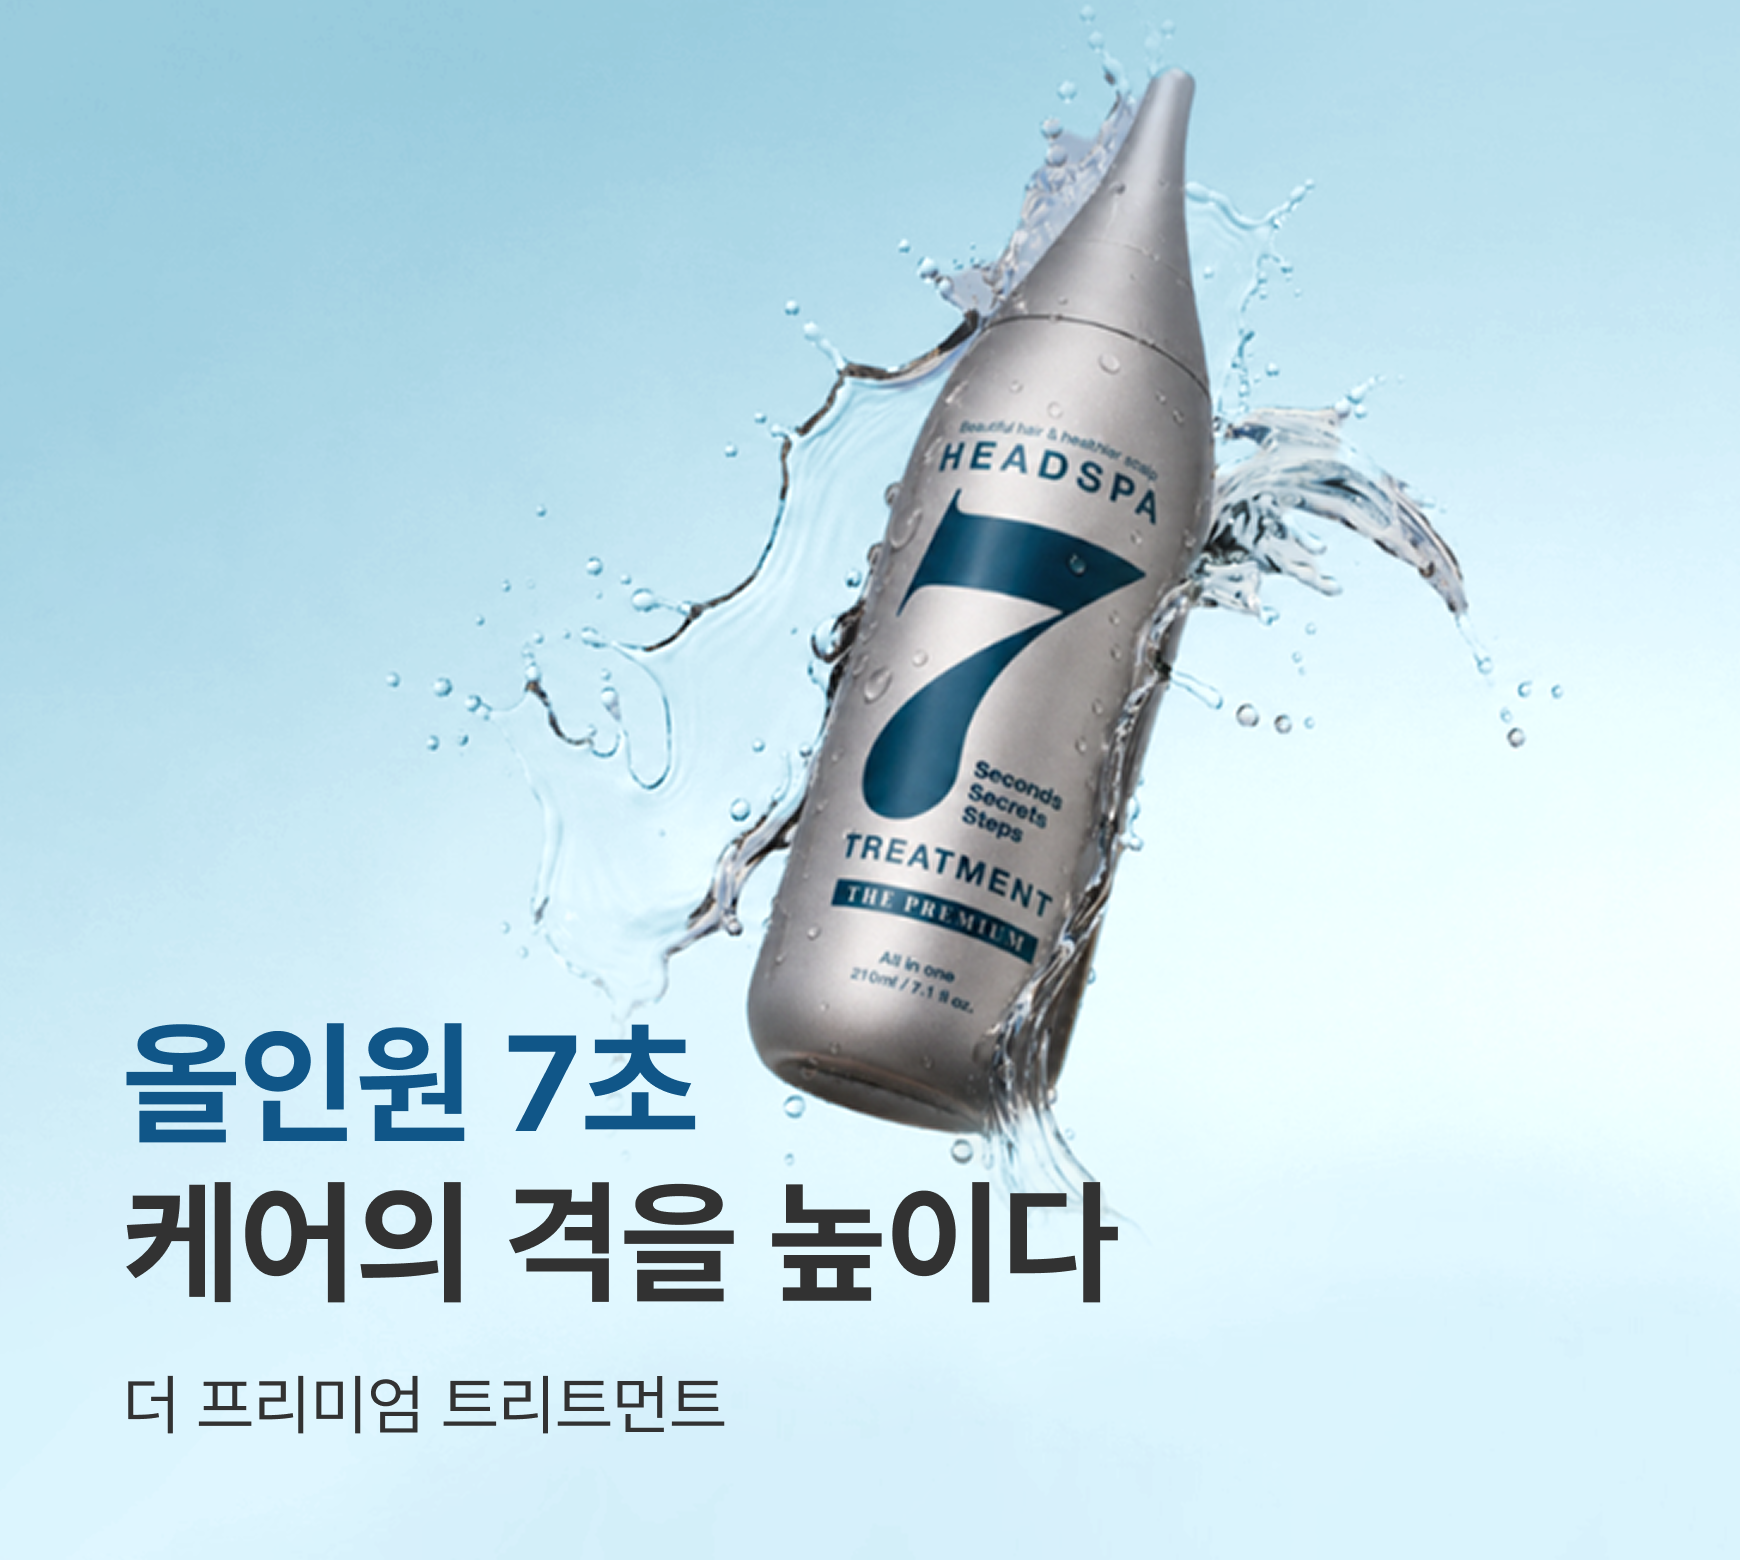 Beautiful hair & healthier scalp
HEADSPA
7
Seconds
Secrets
Steps
TREATMENT
THE PREMIUM
All in one
210ml / 7.1 fl oz.
올인원 7초
케어의 격을 높이다
더 프리미엄 트리트먼트